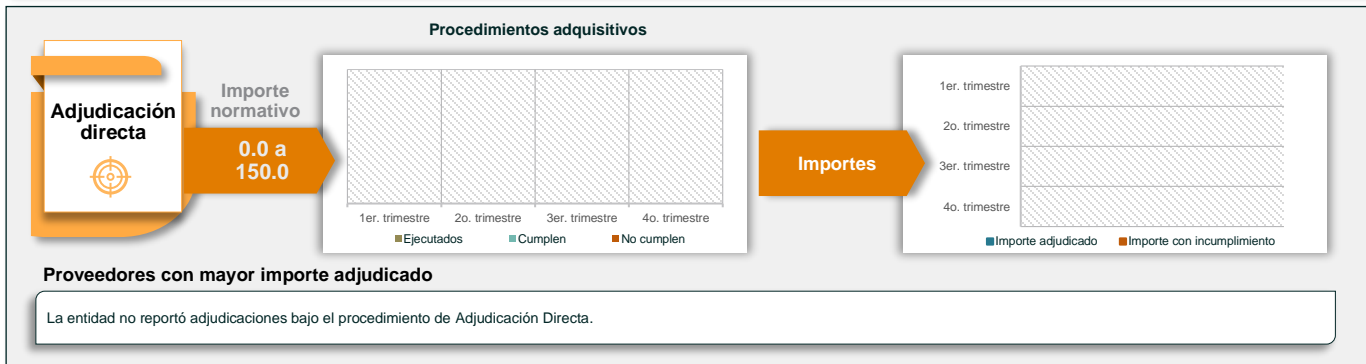 Procedimientos adquisitivos
Adjudicación
directa
Importe
normativo
0.0 a
150.0
1er. trimestre 2o. trimestre 3er. trimestre 4o. trimestre
Ejecutados Cumplen No cumplen
Importes
1er. trimestre
2o. trimestre
3er. trimestre
4o. trimestre
Importe adjudicado Importe con incumplimiento
Proveedores con mayor importe adjudicado
La entidad no reportó adjudicaciones bajo el procedimiento de Adjudicación Directa.